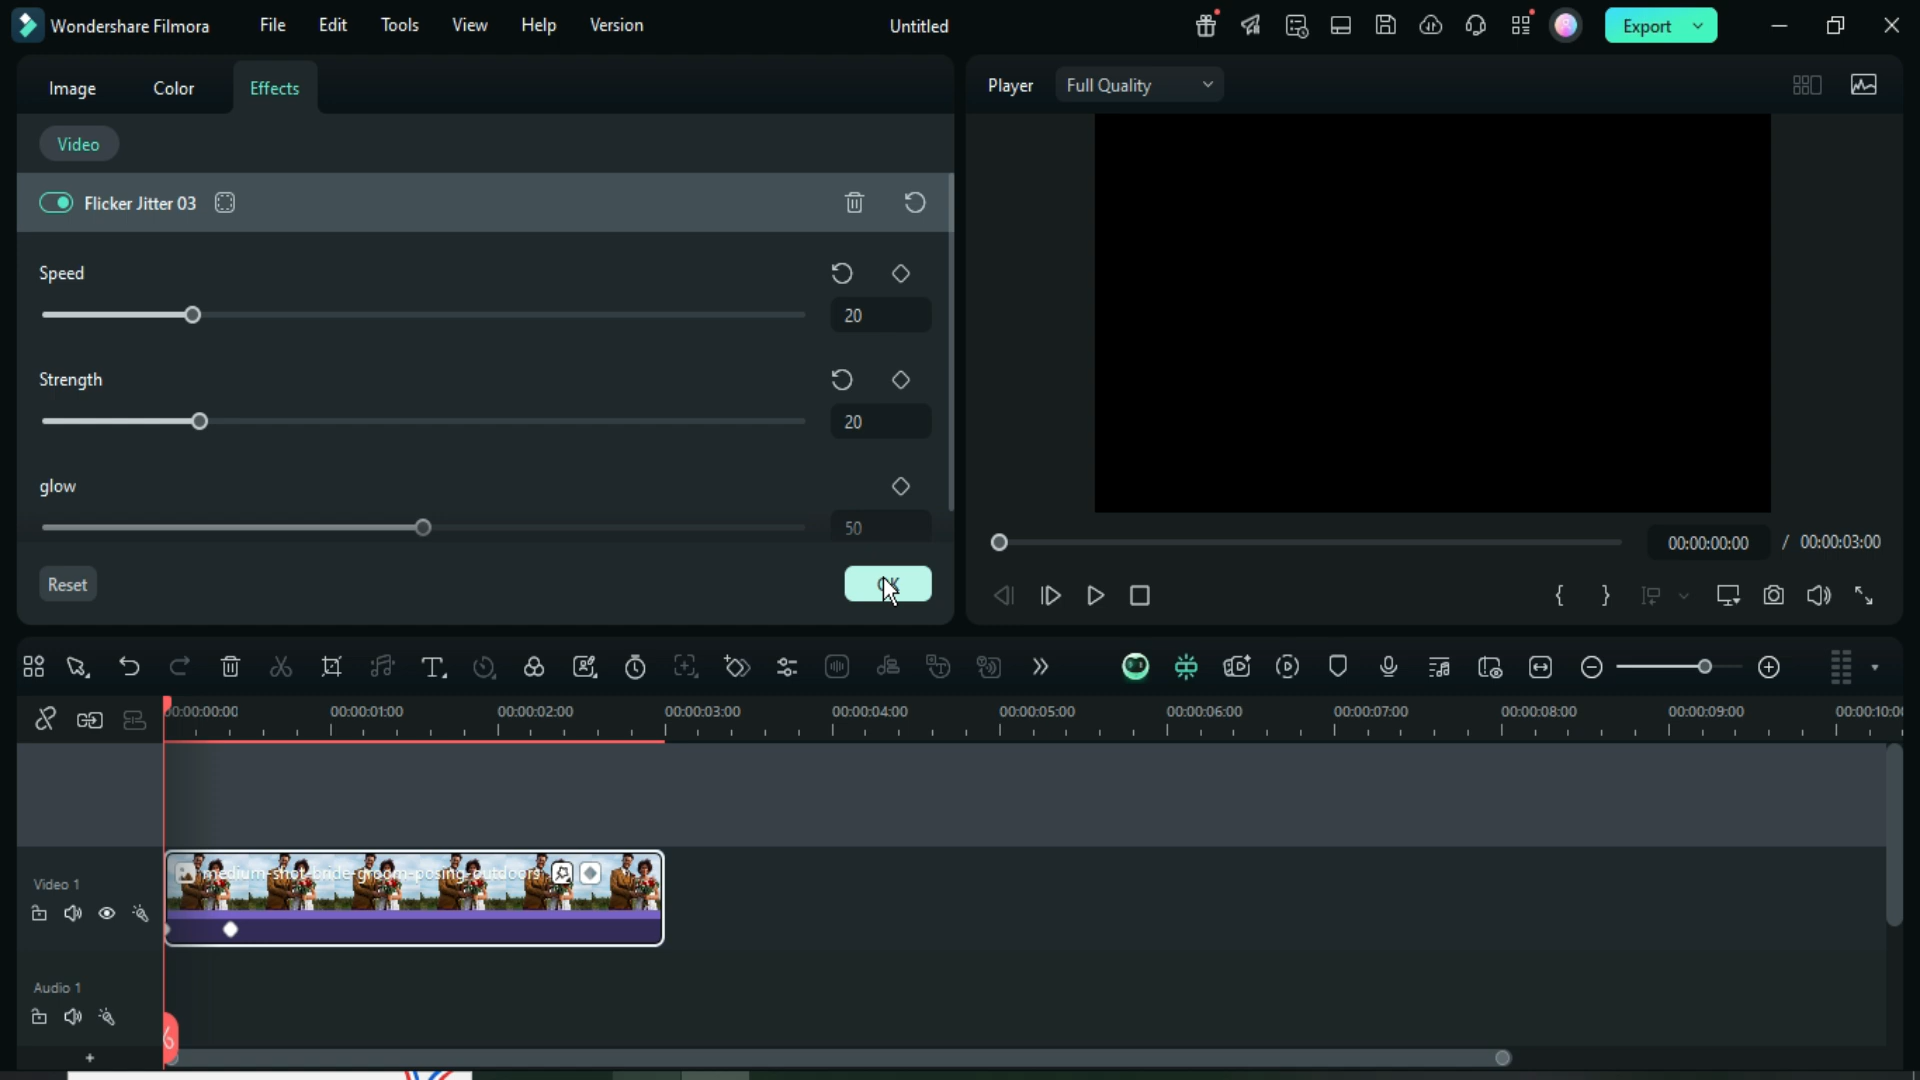 Wondershare Filmora File Edit Tools View Help Version Untitled Export
Image Color Effects
Player Full Quality
Video
Flicker Jitter 03
Speed
20
Strength
20
glow
50
00:00:00:00 / 00:00:03:00
Reset
00:00:00:00 00:00:01:00 00:00:02:00 00:00:03:00 00:00:04:00 00:00:05:00 00:00:06:00 00:00:07:00 00:00:08:00 00:00:09:00
medium-shot-bride-groom-posing-outdoors
Video 1
Audio 1